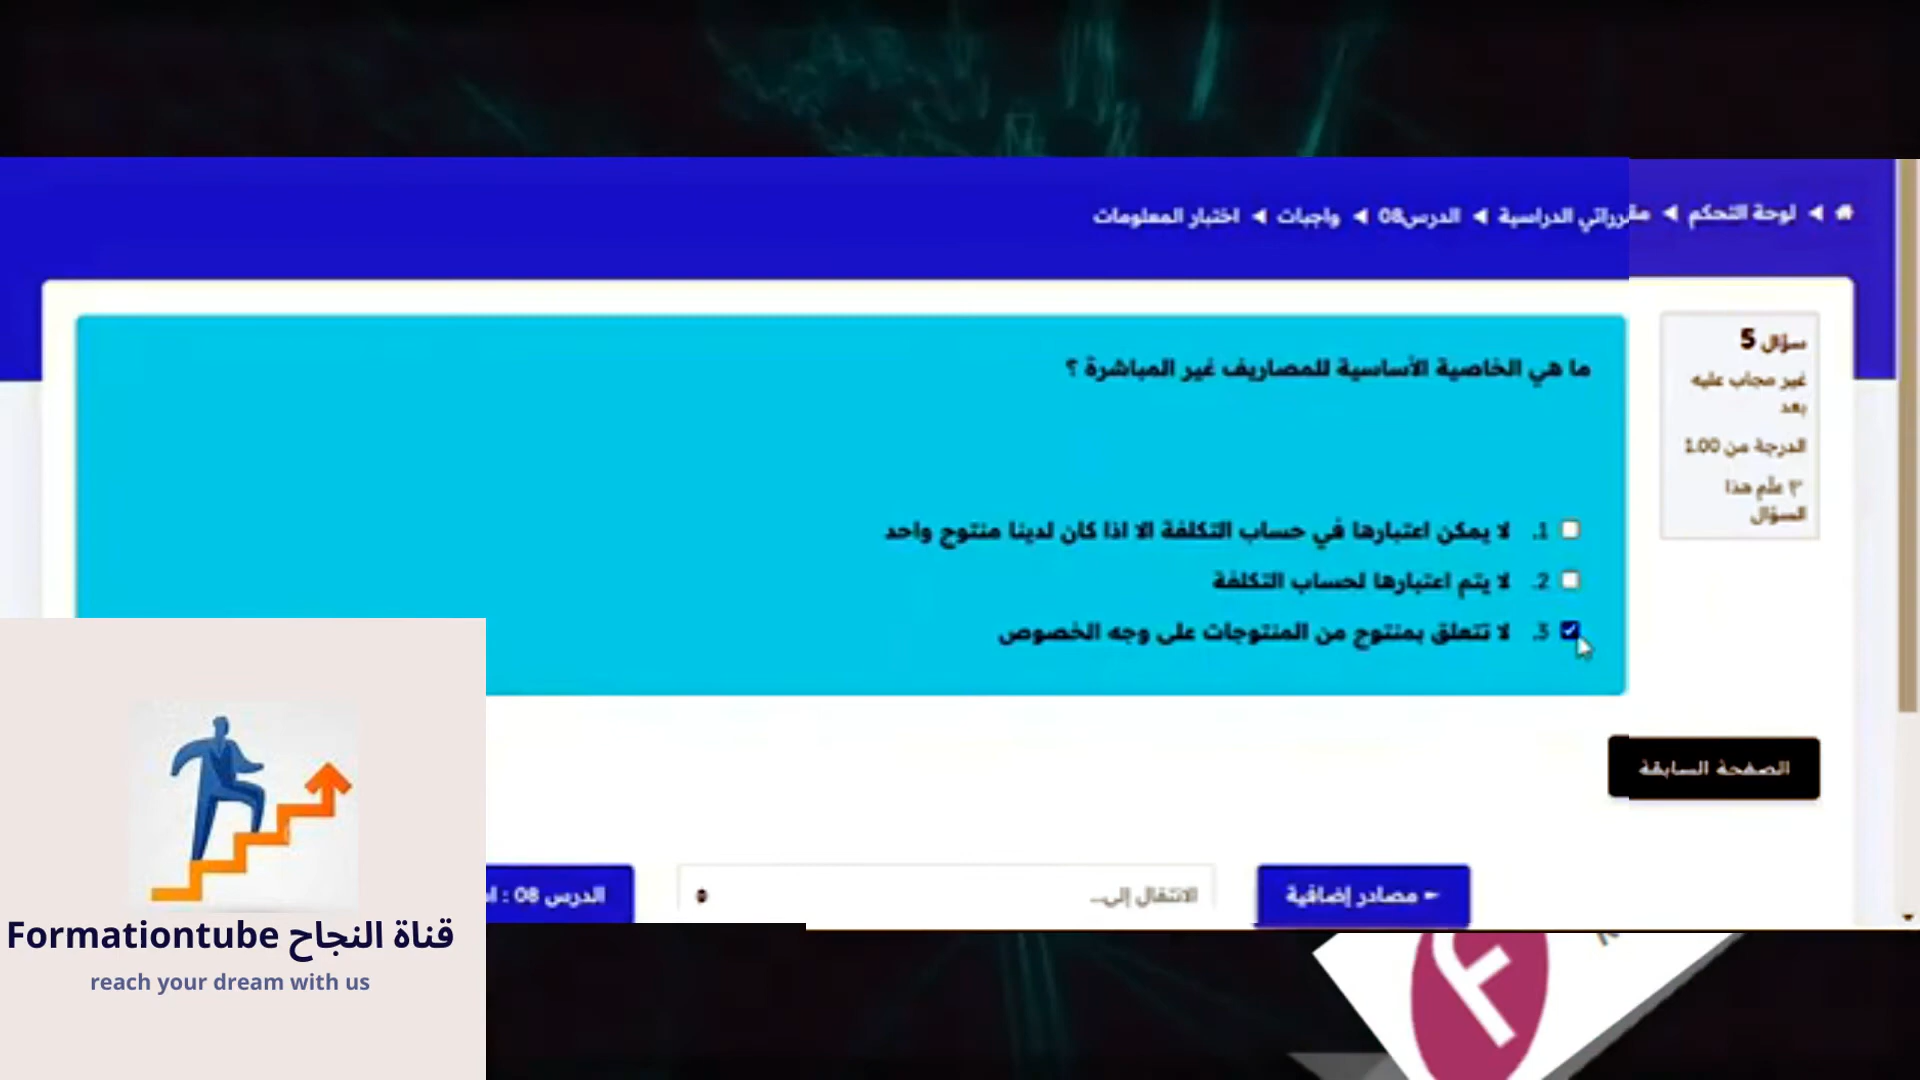 لوحة التحكم ◄ مقرراتي الدراسية ◄ الدرس08 ◄ واجبات ◄ اختبار المعلومات
سؤال 5
غير مجاب عليه
بعد
الدرجة من 1.00
علّم هذا
السؤال
ما هي الخاصية الأساسية للمصاريف غير المباشرة ؟
1. لا يمكن اعتبارها في حساب التكلفة الا اذا كان لدينا منتوج واحد
2. لا يتم اعتبارها لحساب التكلفة
3. لا تتعلق بمنتوج من المنتوجات على وجه الخصوص
الصفحة السابقة
مصادر إضافية
الانتقال إلى...
الدرس 08 :
Formationtube قناة النجاح
reach your dream with us